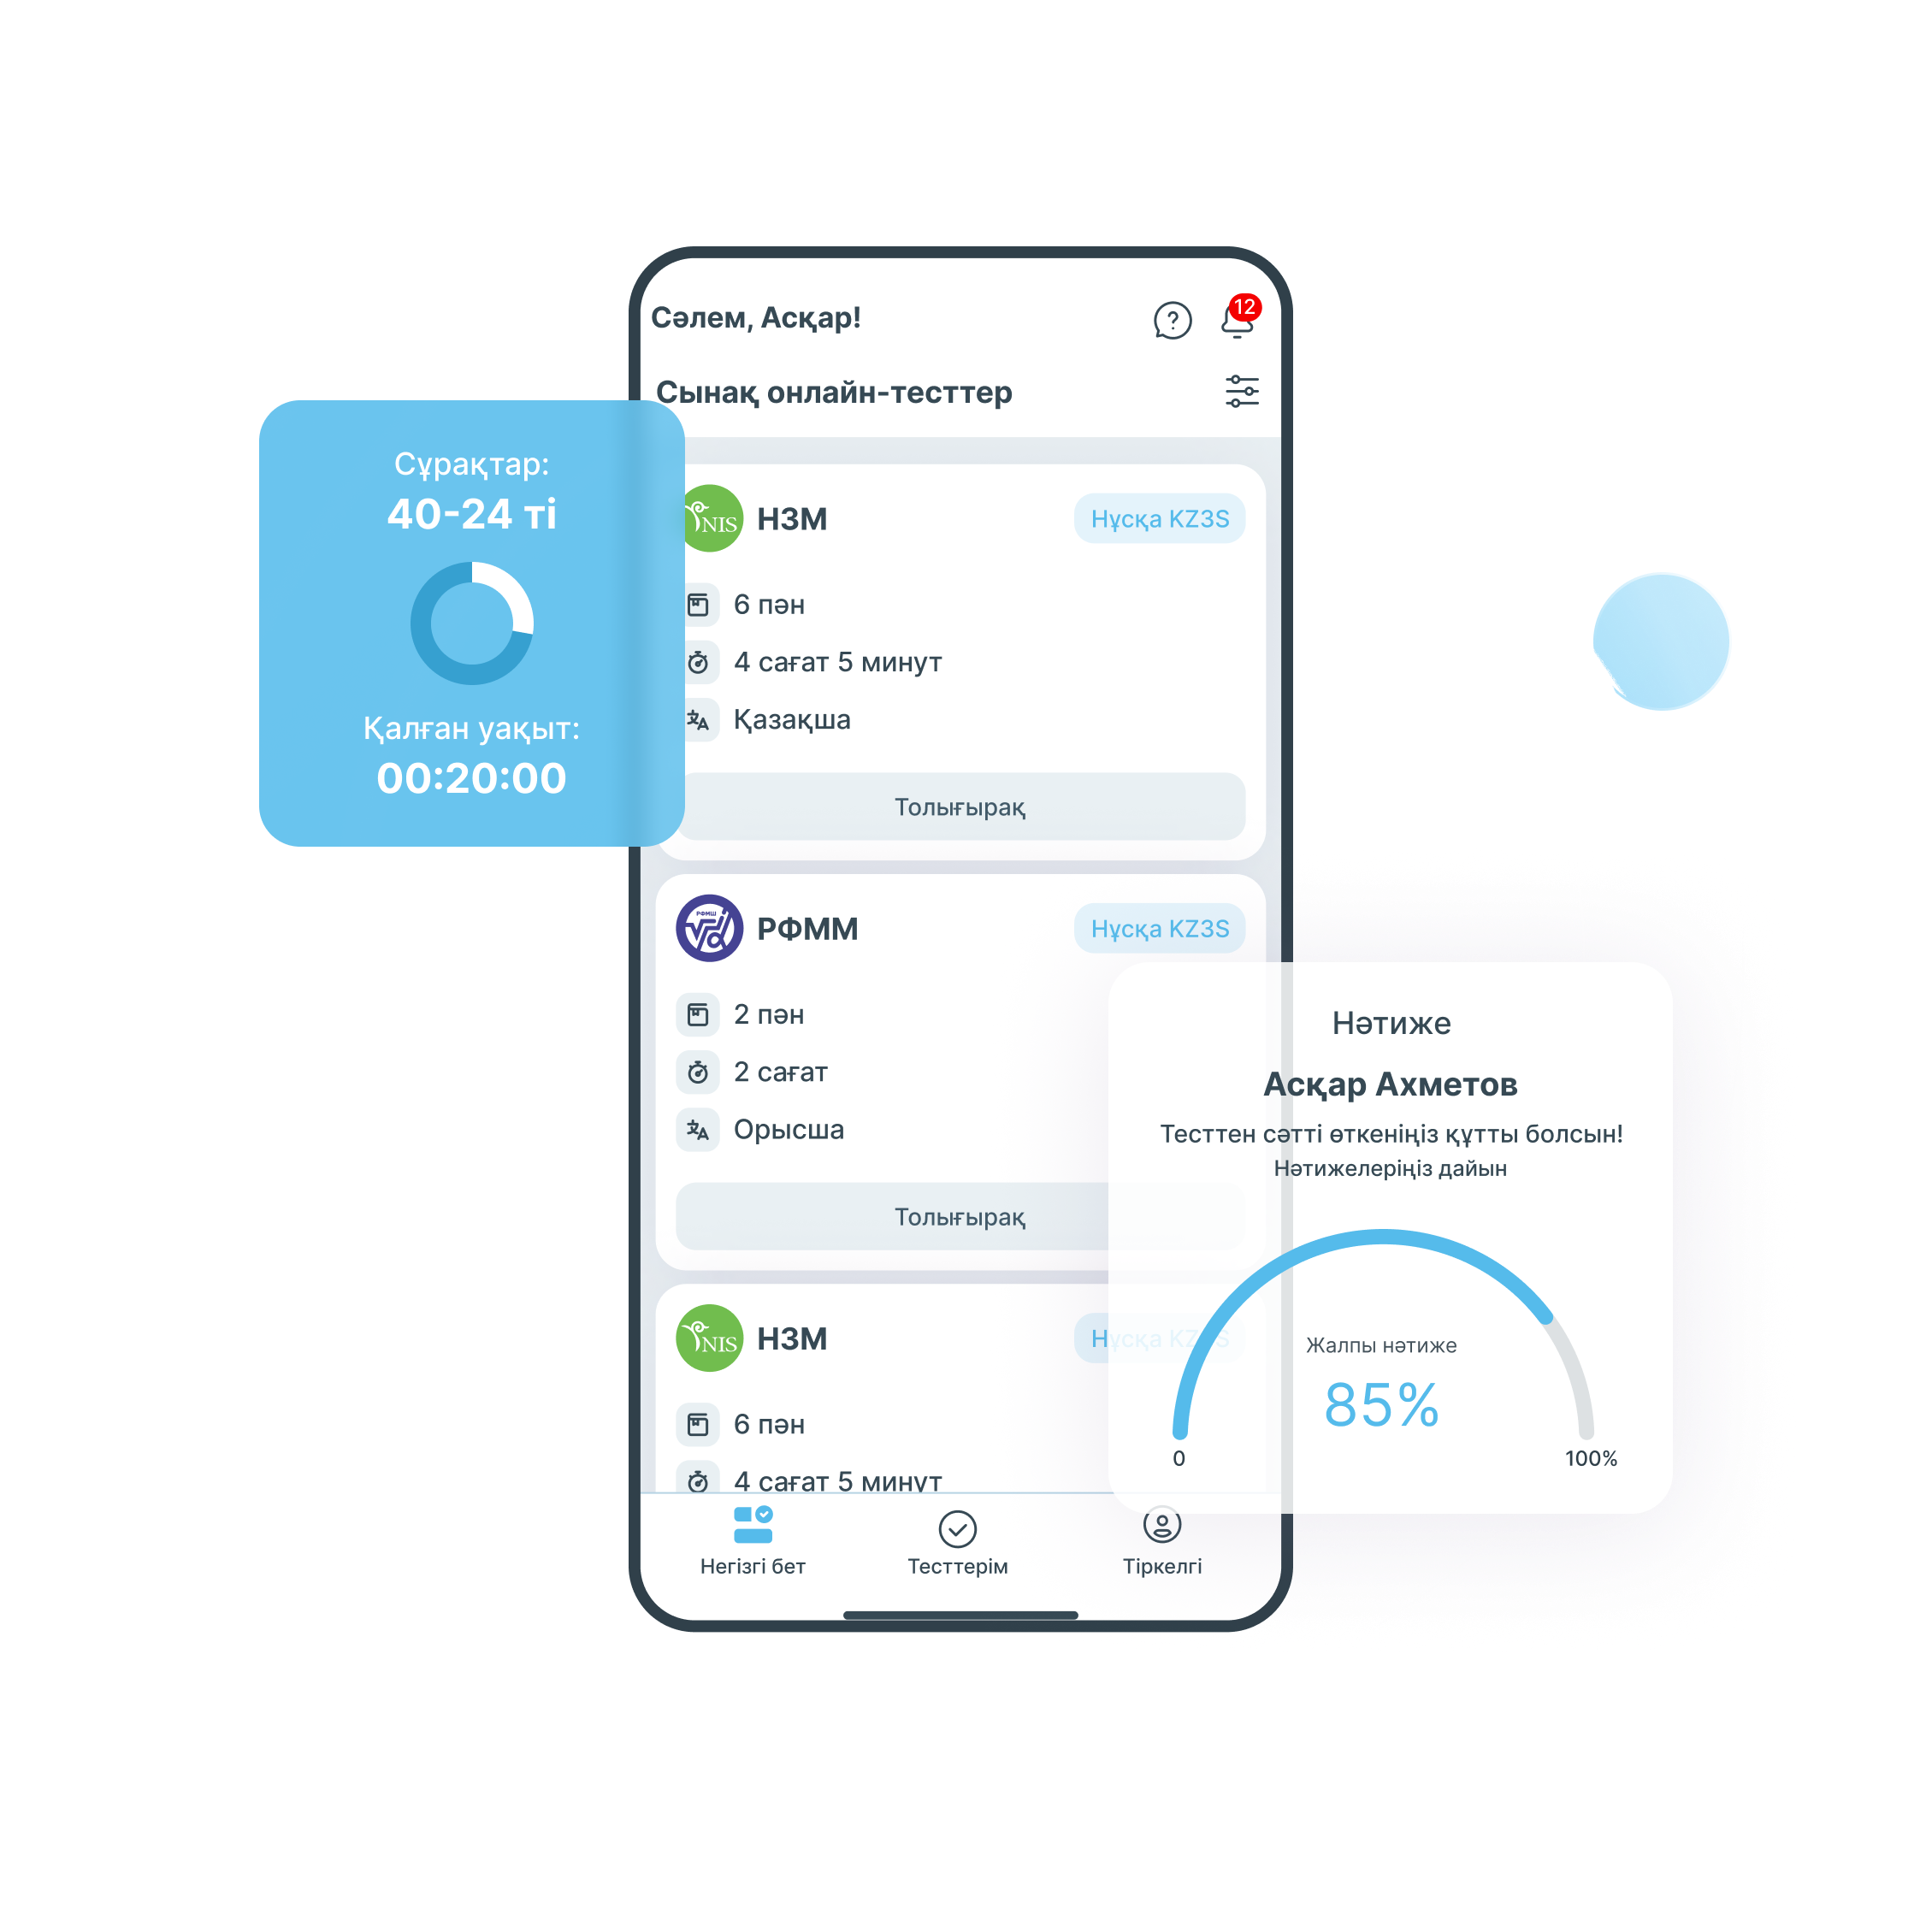 Сәлем, Асқар!
12
Сынақ онлайн-тесттер
Сұрақтар:
40-24 ті
Қалған уақыт:
00:20:00
NIS
НЗМ
Нұсқа KZ3S
6 пән
4 сағат 5 минут
Қазақша
Толығырақ
РФМШ
РФММ
Нұсқа KZ3S
2 пән
2 сағат
Орысша
Толығырақ
NIS
НЗМ
Нұсқа KZ3S
6 пән
4 сағат 5 минут
Нәтиже
Асқар Ахметов
Тесттен сәтті өткеніңіз құтты болсын!
Нәтижелеріңіз дайын
Жалпы нәтиже
85%
0
100%
Негізгі бет
Тесттерім
Тіркелгі